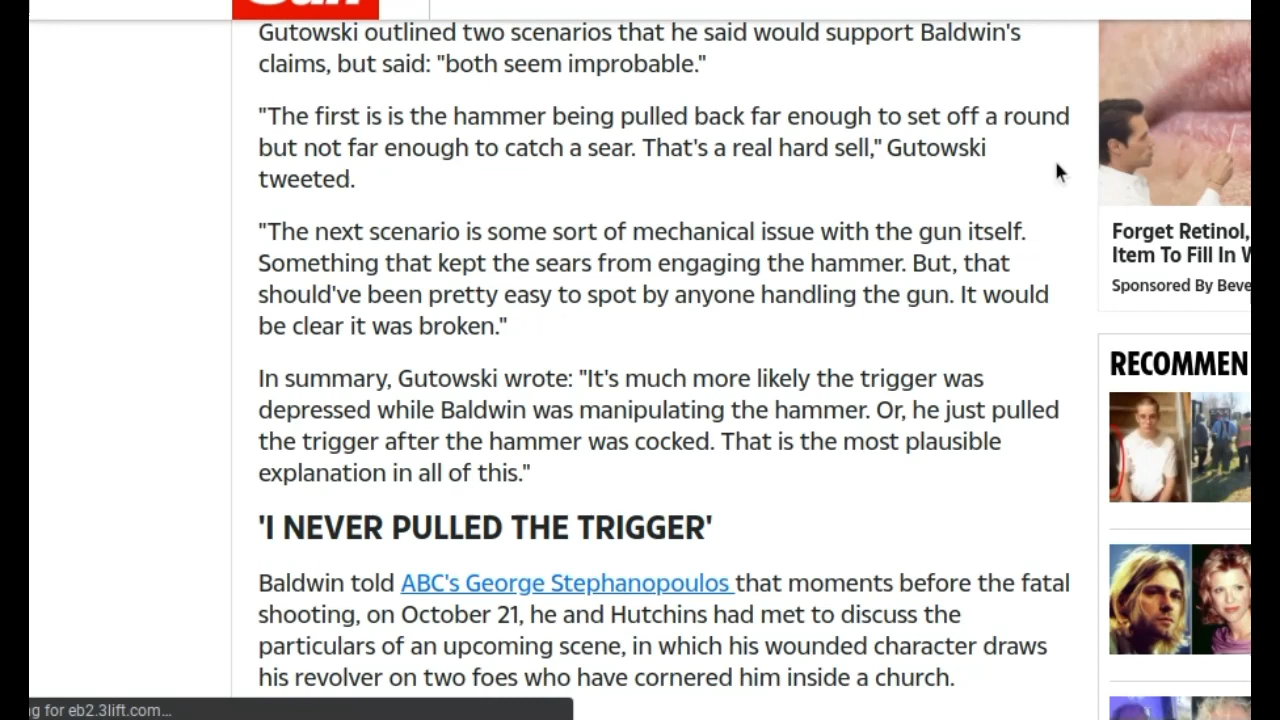 Gutowski outlined two scenarios that he said would support Baldwin's
claims, but said: "both seem improbable."
"The first is is the hammer being pulled back far enough to set off a round
but not far enough to catch a sear. That's a real hard sell," Gutowski
tweeted.
"The next scenario is some sort of mechanical issue with the gun itself.
Something that kept the sears from engaging the hammer. But, that
should've been pretty easy to spot by anyone handling the gun. It would
be clear it was broken."
In summary, Gutowski wrote: "It's much more likely the trigger was
depressed while Baldwin was manipulating the hammer. Or, he just pulled
the trigger after the hammer was cocked. That is the most plausible
explanation in all of this."
'I NEVER PULLED THE TRIGGER'
Baldwin told ABC's George Stephanopoulos that moments before the fatal
shooting, on October 21, he and Hutchins had met to discuss the
particulars of an upcoming scene, in which his wounded character draws
his revolver on two foes who have cornered him inside a church.
Forget Retinol,
Item To Fill In
Sponsored By Beve
RECOMMEN
g for eb2.3lift.com...